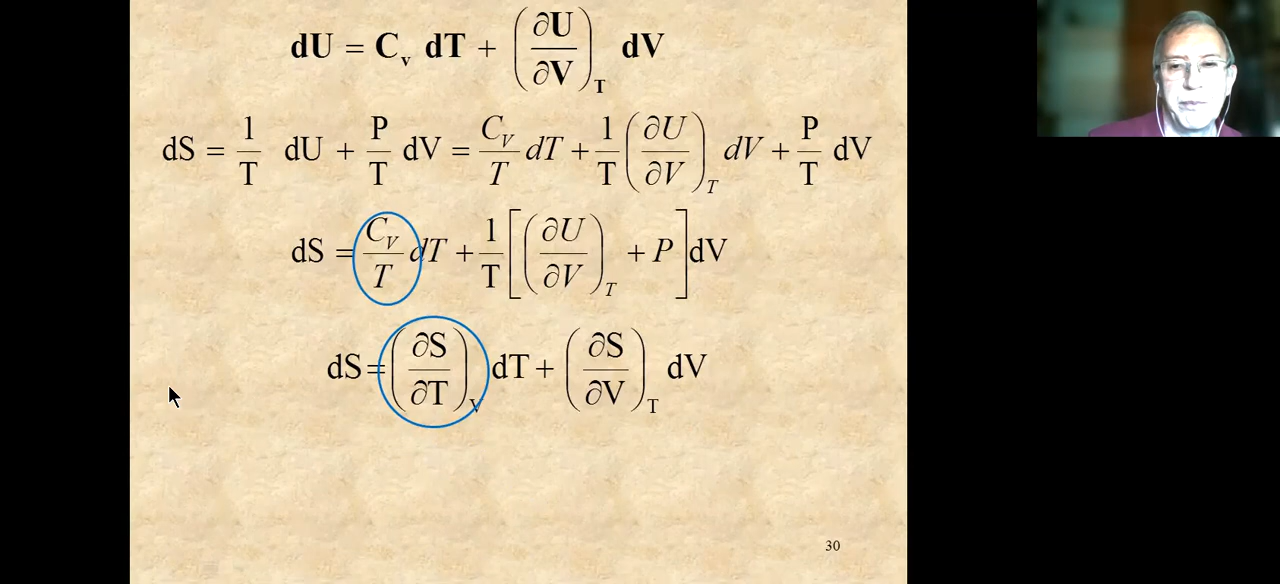 dU = C_v dT + (∂U/∂V)_T dV
dS = 1/T dU + P/T dV = C_V/T dT + 1/T (∂U/∂V)_T dV + P/T dV
dS = C_V/T dT + 1/T [(∂U/∂V)_T + P] dV
dS = (∂S/∂T)_V dT + (∂S/∂V)_T dV
30